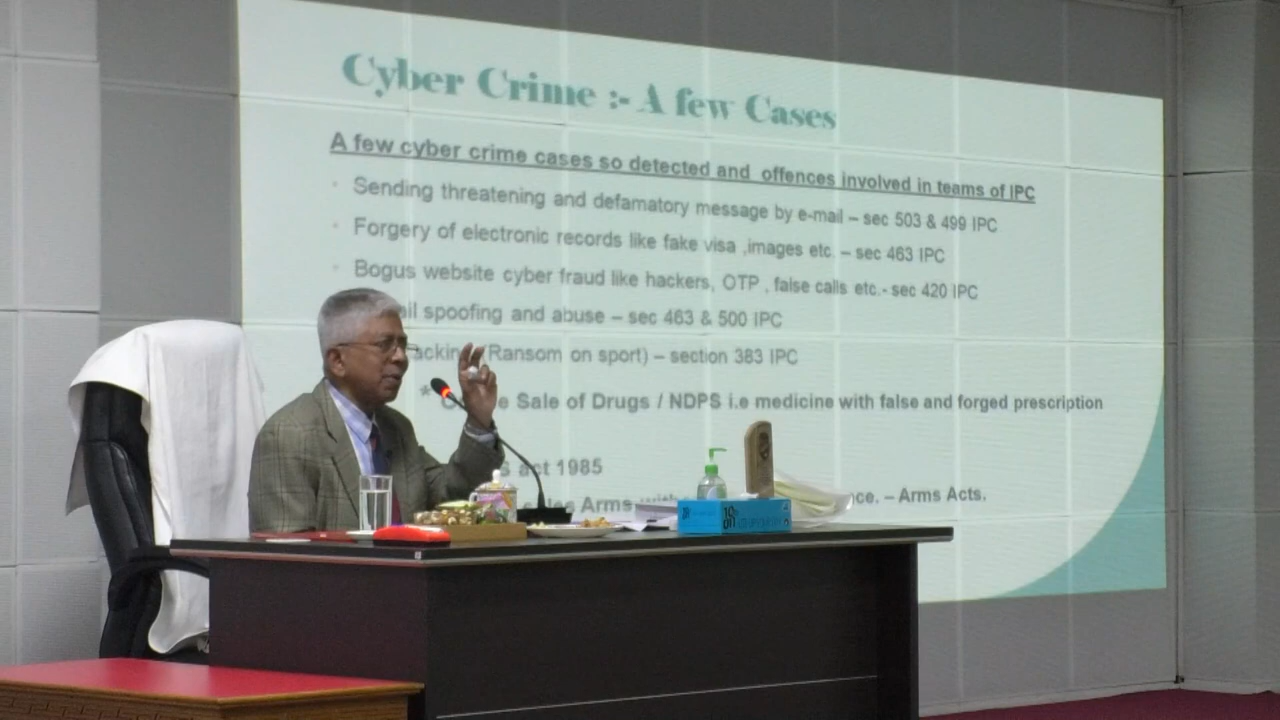 Cyber Crime :- A few Cases
A few cyber crime cases so detected and offences involved in teams of IPC
Sending threatening and defamatory message by e-mail – sec 503 & 499 IPC
Forgery of electronic records like fake visa ,images etc. – sec 463 IPC
Bogus website cyber fraud like hackers, OTP , false calls etc.- sec 420 IPC
spoofing and abuse – sec 463 & 500 IPC
(Ransom on sport) – section 383 IPC
* Sale of Drugs / NDPS i.e medicine with false and forged prescription
act 1985
Arms – Arms Acts.